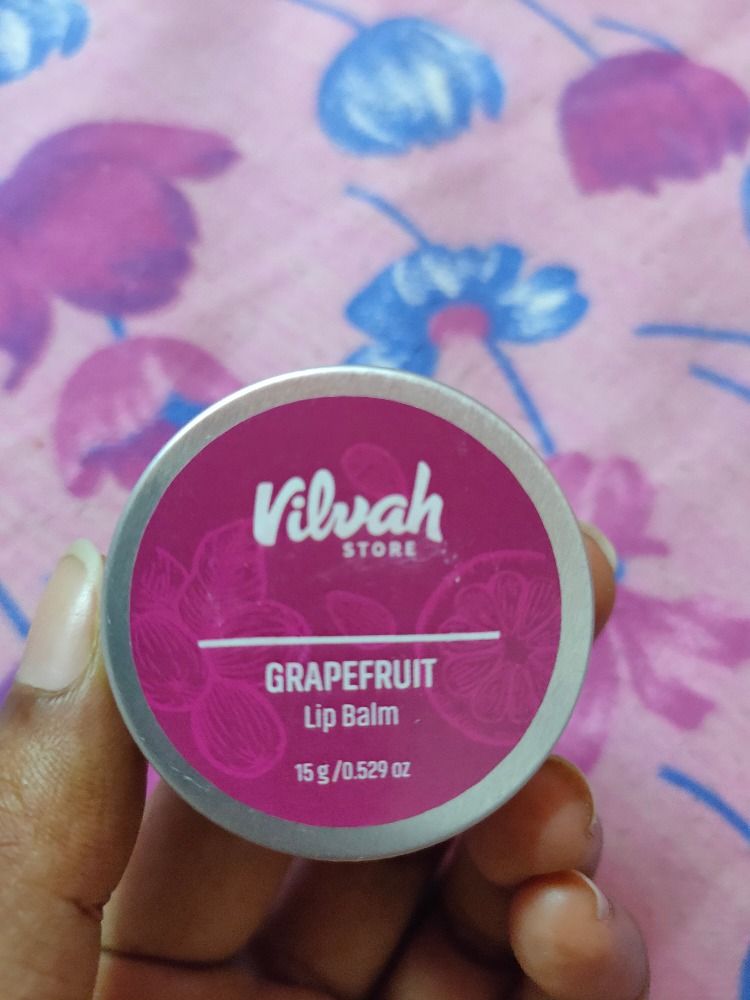 Vilvah
STORE
GRAPEFRUIT
Lip Balm
15 g/0.529 oz